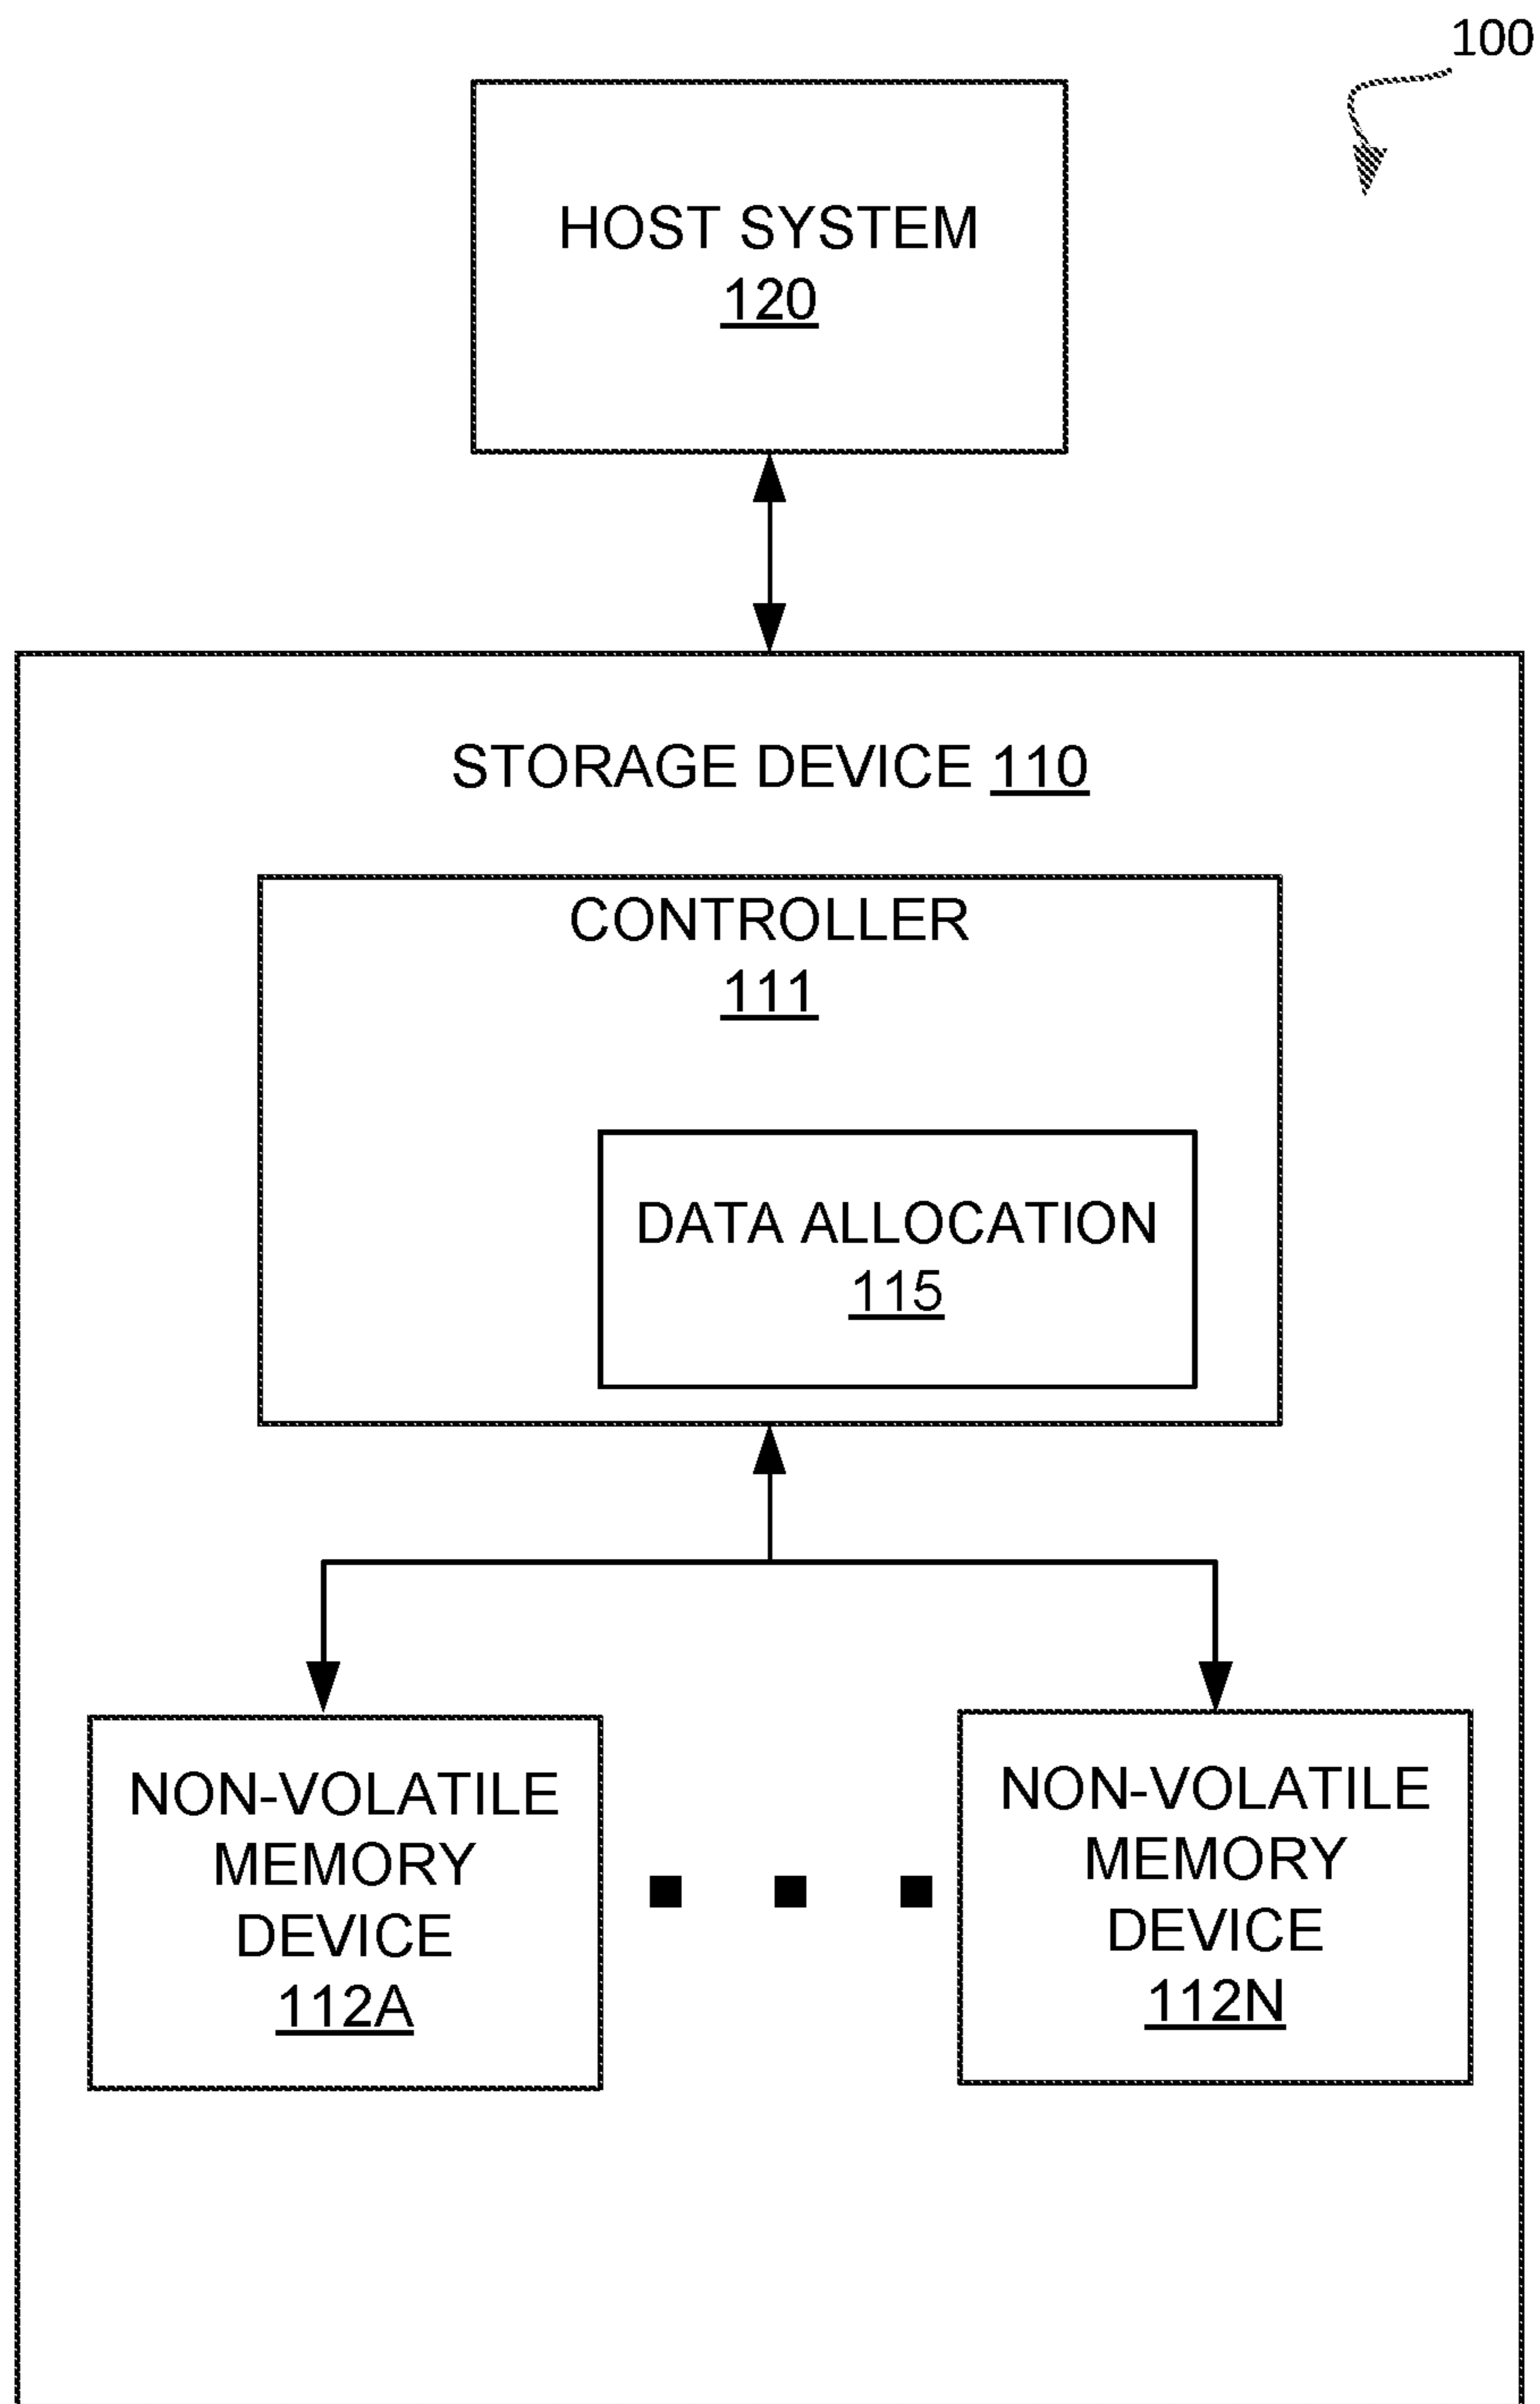 100
HOST SYSTEM
120
STORAGE DEVICE 110
CONTROLLER
111
DATA ALLOCATION
115
NON-VOLATILE
MEMORY
DEVICE
112A
NON-VOLATILE
MEMORY
DEVICE
112N